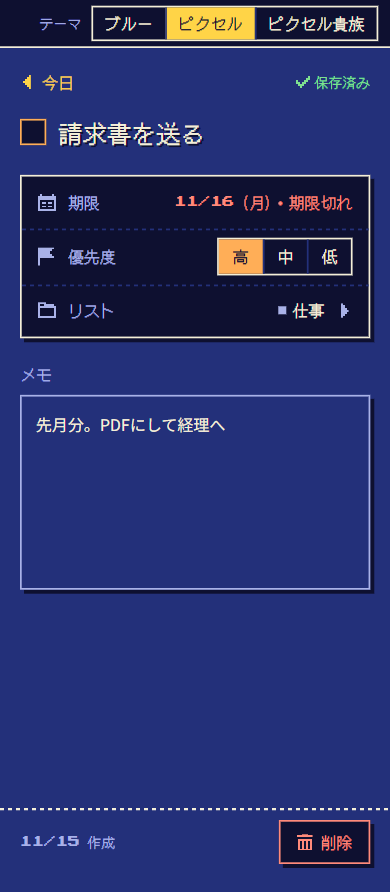 テーマ ブルー ピクセル ピクセル貴族
今日 保存済み
請求書を送る
期限 11/16 (月)・期限切れ
優先度 高 中 低
リスト 仕事
メモ
先月分。PDFにして経理へ
11/15 作成 削除